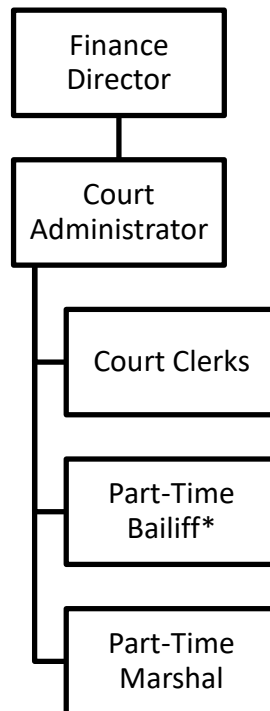 Finance
Director
Court
Administrator
Court Clerks
Part-Time
Bailiff*
Part-Time
Marshal